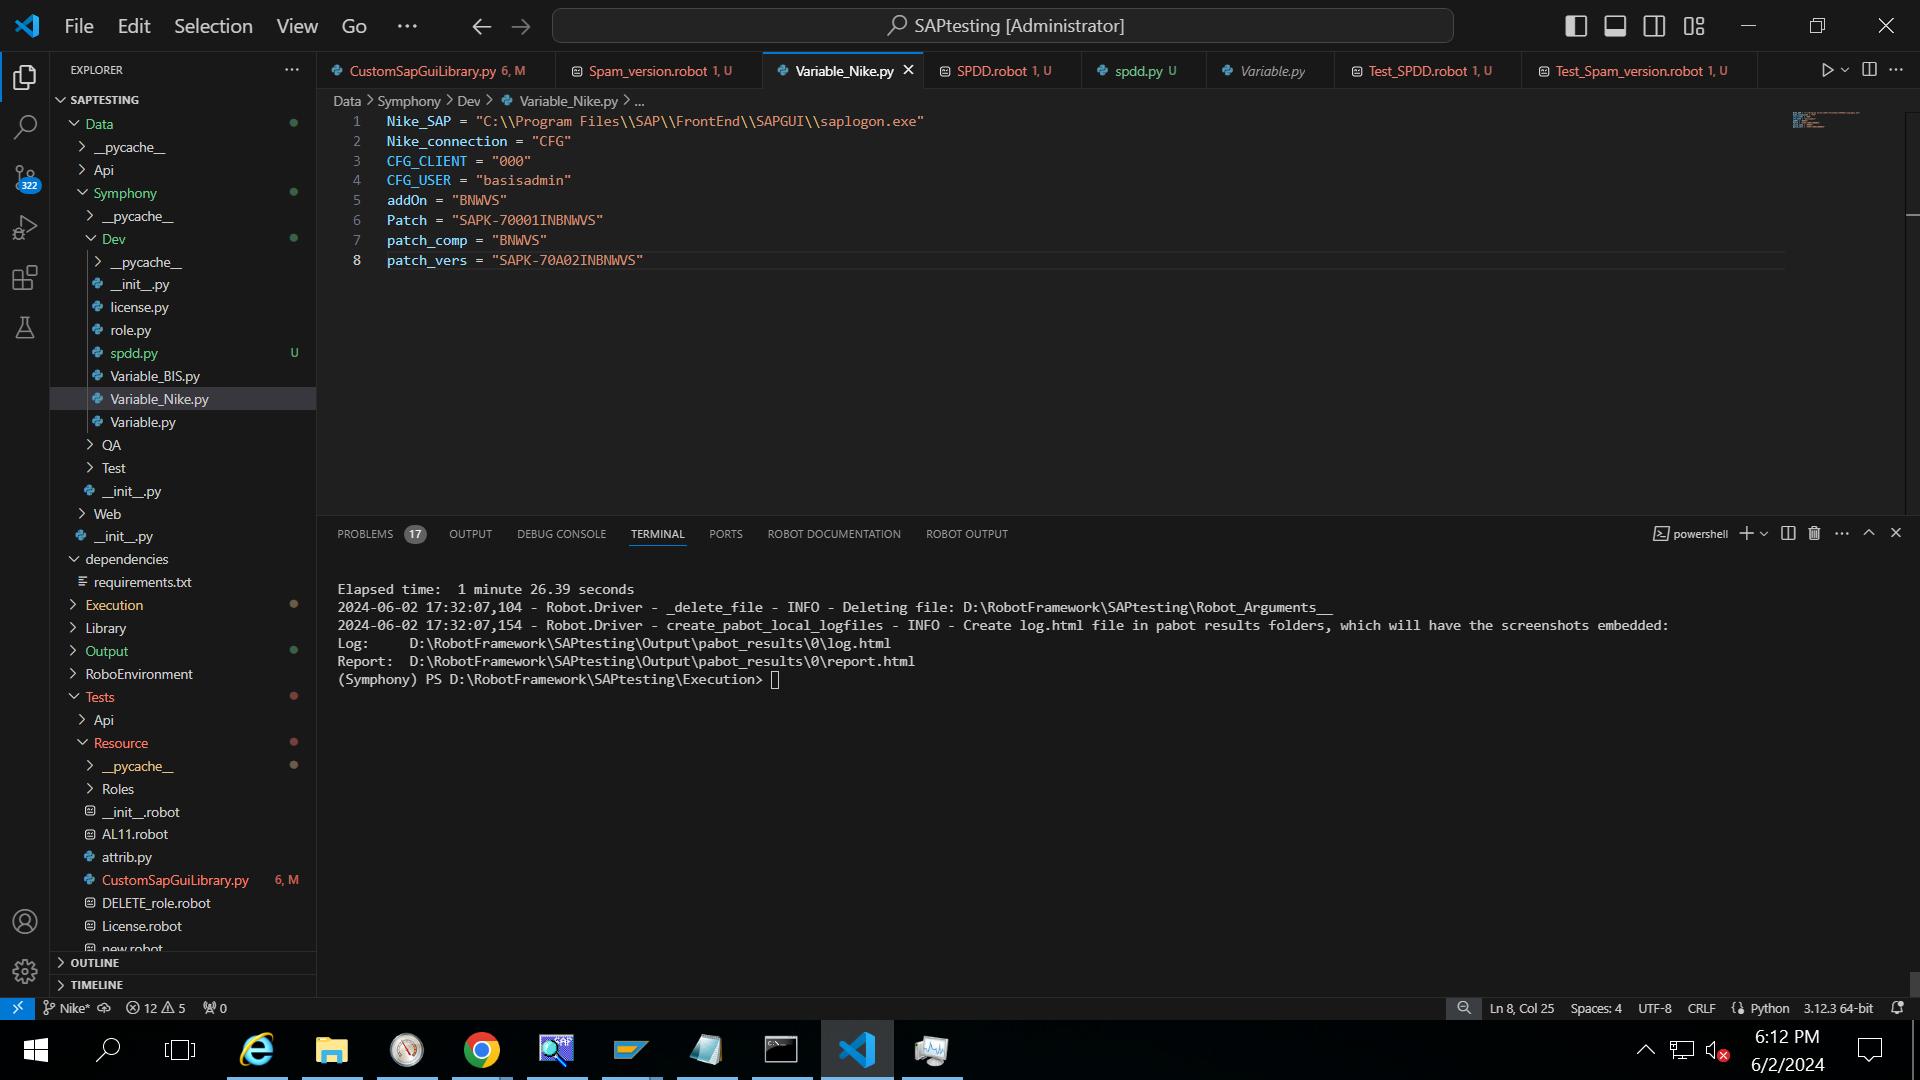 File Edit Selection View Go ··· SAPtesting [Administrator]
EXPLORER
SAPTESTING
Data
__pycache__
Api
Symphony
__pycache__
Dev
__pycache__
__init__.py
license.py
role.py
spdd.py U
Variable_BIS.py
Variable_Nike.py
Variable.py
QA
Test
__init__.py
Web
__init__.py
dependencies
requirements.txt
Execution
Library
Output
RoboEnvironment
Tests
Api
Resource
__pycache__
Roles
__init__.robot
AL11.robot
attrib.py
CustomSapGuiLibrary.py 6, M
DELETE_role.robot
License.robot
new.robot
OUTLINE
TIMELINE
322
CustomSapGuiLibrary.py 6, M Spam_version.robot 1, U Variable_Nike.py SPDD.robot 1, U spdd.py U Variable.py Test_SPDD.robot 1, U Test_Spam_version.robot 1, U
Data > Symphony > Dev > Variable_Nike.py > ...
1 Nike_SAP = "C:\\Program Files\\SAP\\FrontEnd\\SAPGUI\\saplogon.exe"
2 Nike_connection = "CFG"
3 CFG_CLIENT = "000"
4 CFG_USER = "basisadmin"
5 addOn = "BNWVS"
6 Patch = "SAPK-70001INBNWVS"
7 patch_comp = "BNWVS"
8 patch_vers = "SAPK-70A02INBNWVS"
PROBLEMS 17 OUTPUT DEBUG CONSOLE TERMINAL PORTS ROBOT DOCUMENTATION ROBOT OUTPUT powershell
Elapsed time:  1 minute 26.39 seconds
2024-06-02 17:32:07,104 - Robot.Driver - _delete_file - INFO - Deleting file: D:\RobotFramework\SAPtesting\Robot_Arguments__
2024-06-02 17:32:07,154 - Robot.Driver - create_pabot_local_logfiles - INFO - Create log.html file in pabot results folders, which will have the screenshots embedded:
Log:     D:\RobotFramework\SAPtesting\Output\pabot_results\0\log.html
Report:  D:\RobotFramework\SAPtesting\Output\pabot_results\0\report.html
(Symphony) PS D:\RobotFramework\SAPtesting\Execution>
Nike* 12 5 0 Ln 8, Col 25 Spaces: 4 UTF-8 CRLF Python 3.12.3 64-bit
SAP
6:12 PM
6/2/2024